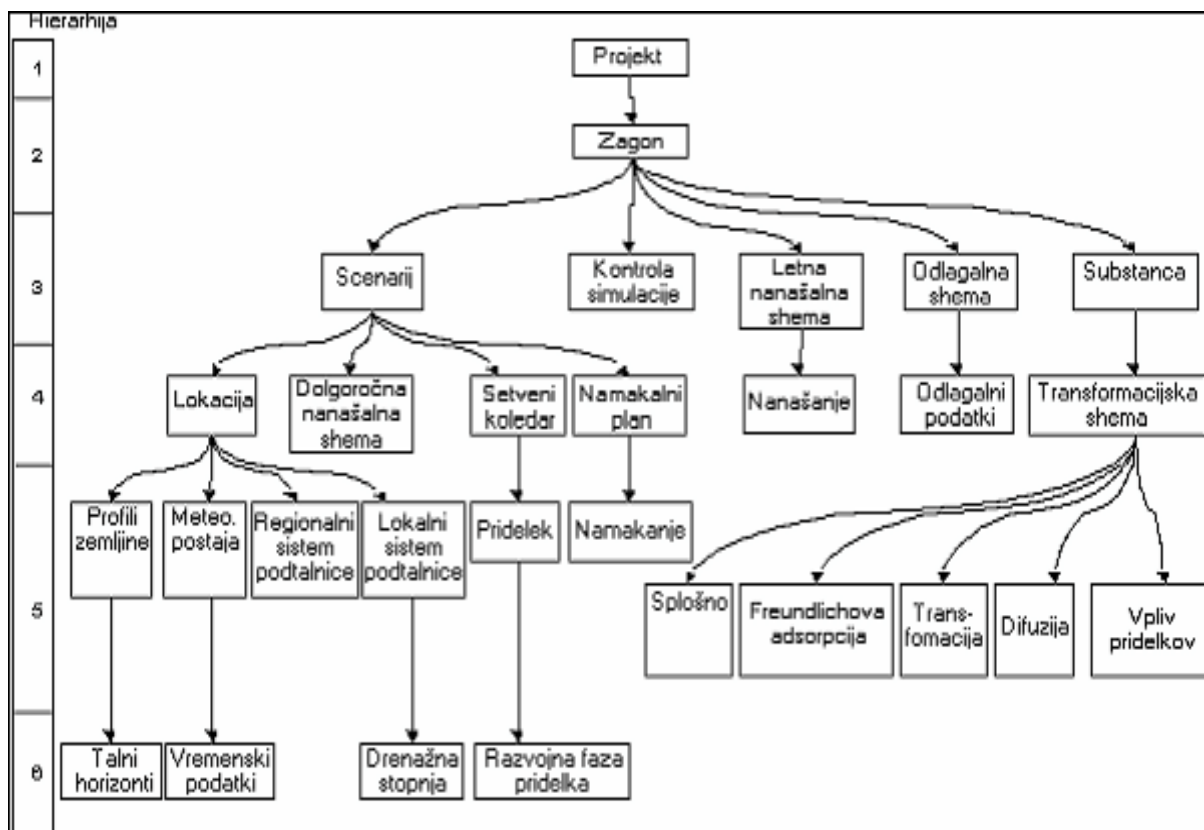 Hierarhija
1
Projekt
2
Zagon
3
Scenarij
Kontrola
simulacije
Letna
nanašalna
shema
Odlagalna
shema
Substanca
4
Lokacija
Dolgoročna
nanašalna
shema
Setveni
koledar
Namakalni
plan
Nanašanje
Odlagalni
podatki
Transformacijska
shema
5
Profili
zemljine
Meteo.
postaja
Regionalni
sistem
podtalnice
Lokalni
sistem
podtalnice
Pridelek
Namakanje
Splošno
Freundlichova
adsorpcija
Trans-
fomacija
Difuzija
Vpliv
pridelkov
6
Talni
horizonti
Vremenski
podatki
Drenažna
stopnja
Razvojna faza
pridelka